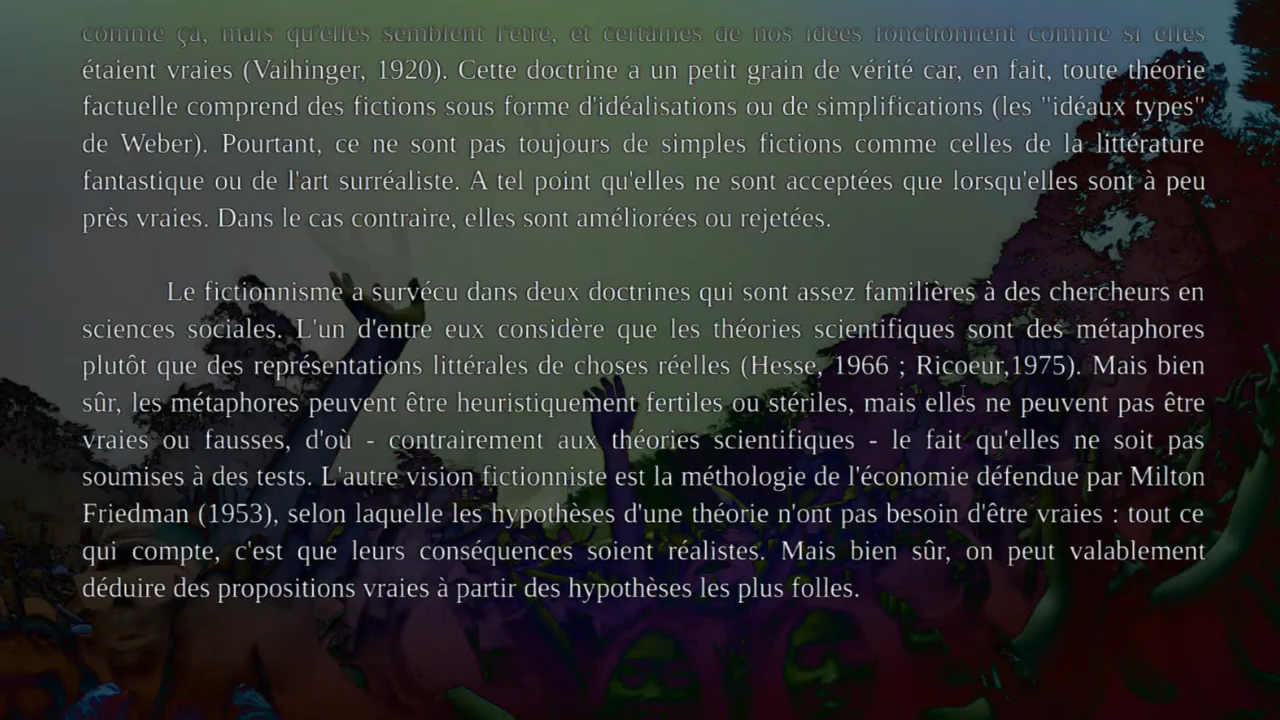 comme ça, mais qu'elles semblent l'être, et certaines de nos idées fonctionnent comme si elles
étaient vraies (Vaihinger, 1920). Cette doctrine a un petit grain de vérité car, en fait, toute théorie
factuelle comprend des fictions sous forme d'idéalisations ou de simplifications (les "idéaux types"
de Weber). Pourtant, ce ne sont pas toujours de simples fictions comme celles de la littérature
fantastique ou de l'art surréaliste. A tel point qu'elles ne sont acceptées que lorsqu'elles sont à peu
près vraies. Dans le cas contraire, elles sont améliorées ou rejetées.
Le fictionnisme a survécu dans deux doctrines qui sont assez familières à des chercheurs en
sciences sociales. L'un d'entre eux considère que les théories scientifiques sont des métaphores
plutôt que des représentations littérales de choses réelles (Hesse, 1966 ; Ricoeur,1975). Mais bien
sûr, les métaphores peuvent être heuristiquement fertiles ou stériles, mais elles ne peuvent pas être
vraies ou fausses, d'où - contrairement aux théories scientifiques - le fait qu'elles ne soit pas
soumises à des tests. L'autre vision fictionniste est la méthologie de l'économie défendue par Milton
Friedman (1953), selon laquelle les hypothèses d'une théorie n'ont pas besoin d'être vraies : tout ce
qui compte, c'est que leurs conséquences soient réalistes. Mais bien sûr, on peut valablement
déduire des propositions vraies à partir des hypothèses les plus folles.